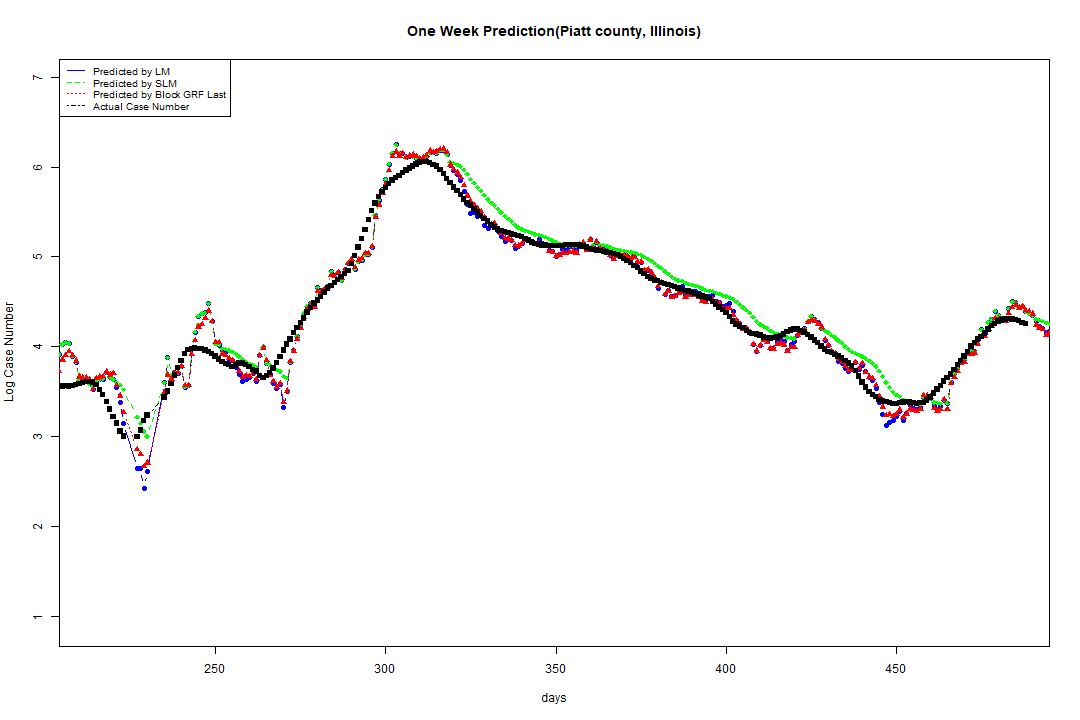 One Week Prediction(Piatt county, Illinois)
Predicted by LM
Predicted by SLM
Predicted by Block GRF Last
Actual Case Number
Log Case Number
7
6
5
4
3
2
1
250
300
350
400
450
days